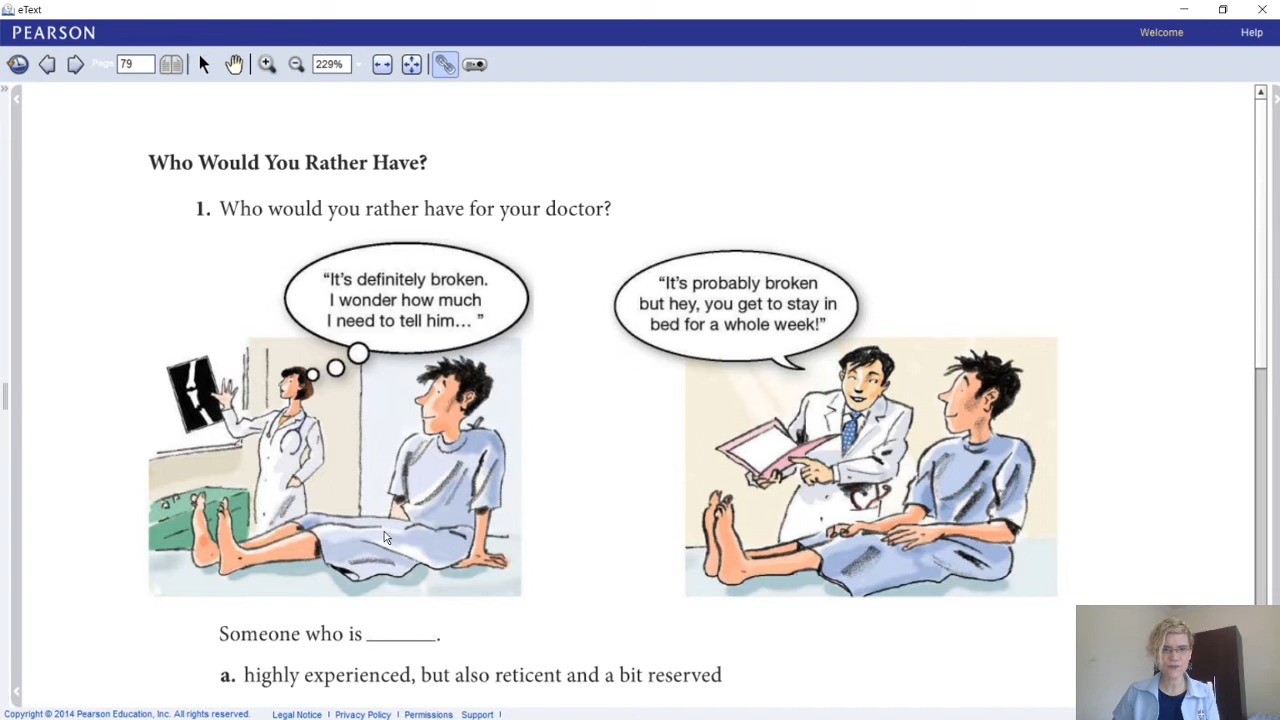 eText
PEARSON
Welcome
Help
Page
79
229%
Who Would You Rather Have?
1. Who would you rather have for your doctor?
“It’s definitely broken.
I wonder how much
I need to tell him… ”
“It’s probably broken
but hey, you get to stay in
bed for a whole week!”
Someone who is ______.
a. highly experienced, but also reticent and a bit reserved
Copyright © 2014 Pearson Education, Inc. All rights reserved. Legal Notice | Privacy Policy | Permissions Support |